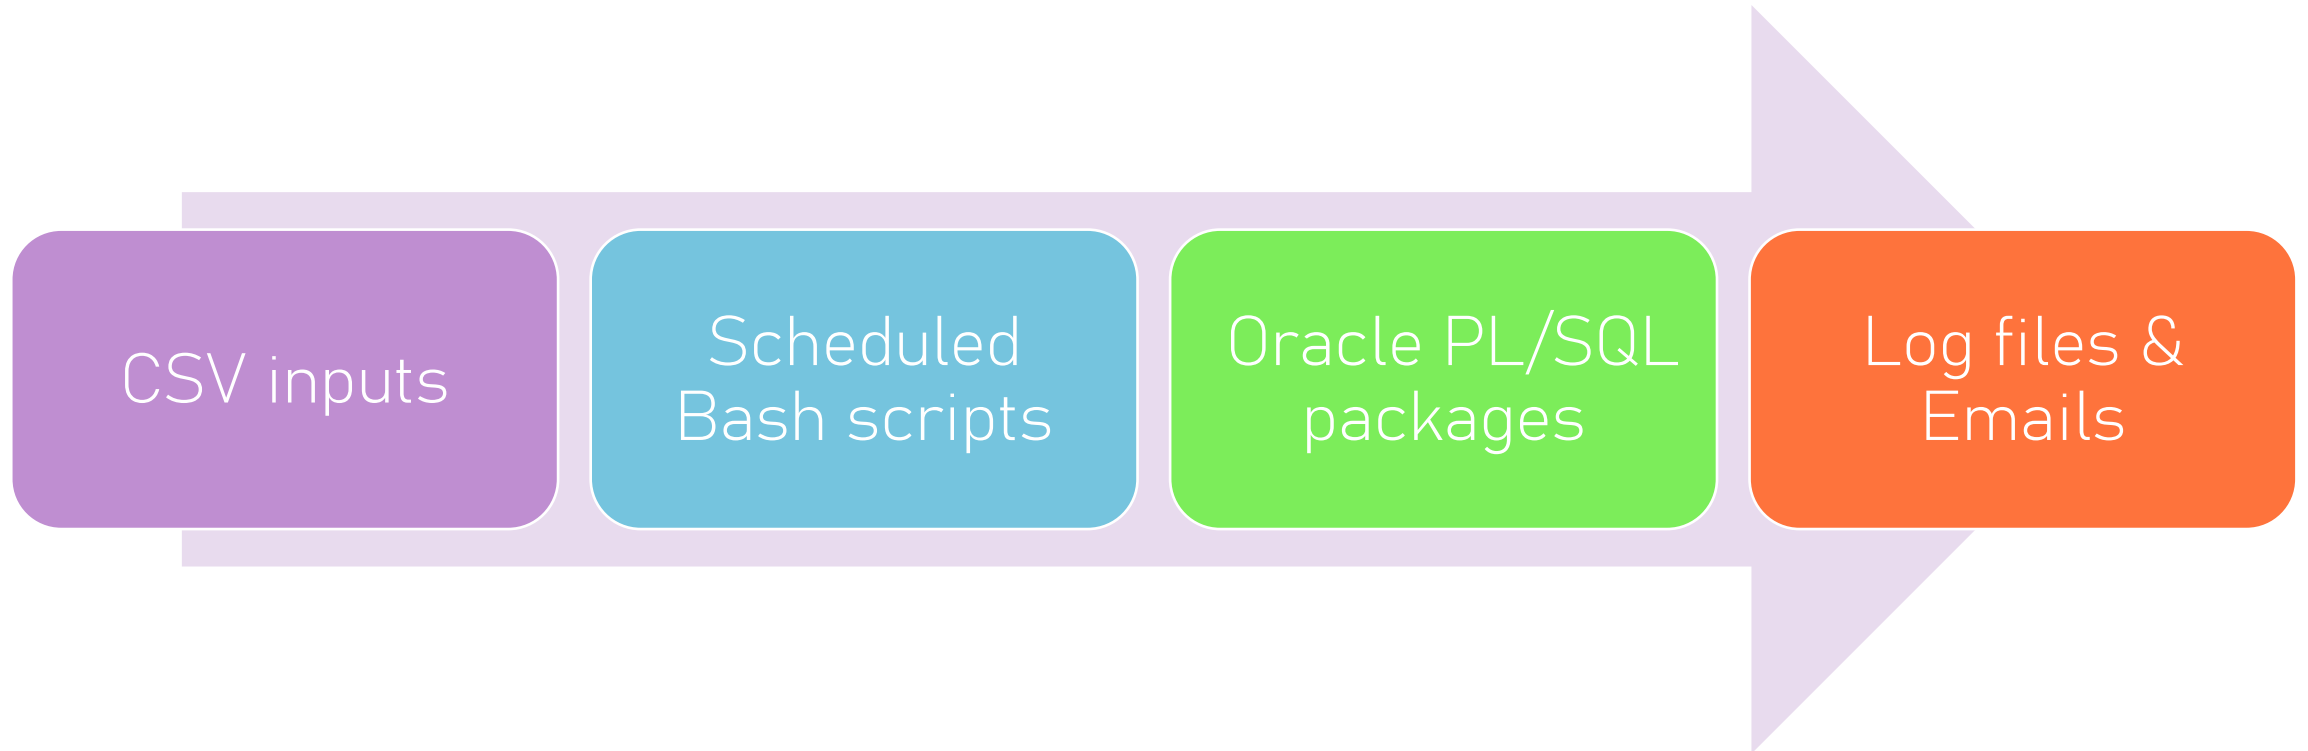 CSV inputs
Scheduled
Bash scripts
Oracle PL/SQL
packages
Log files &
Emails